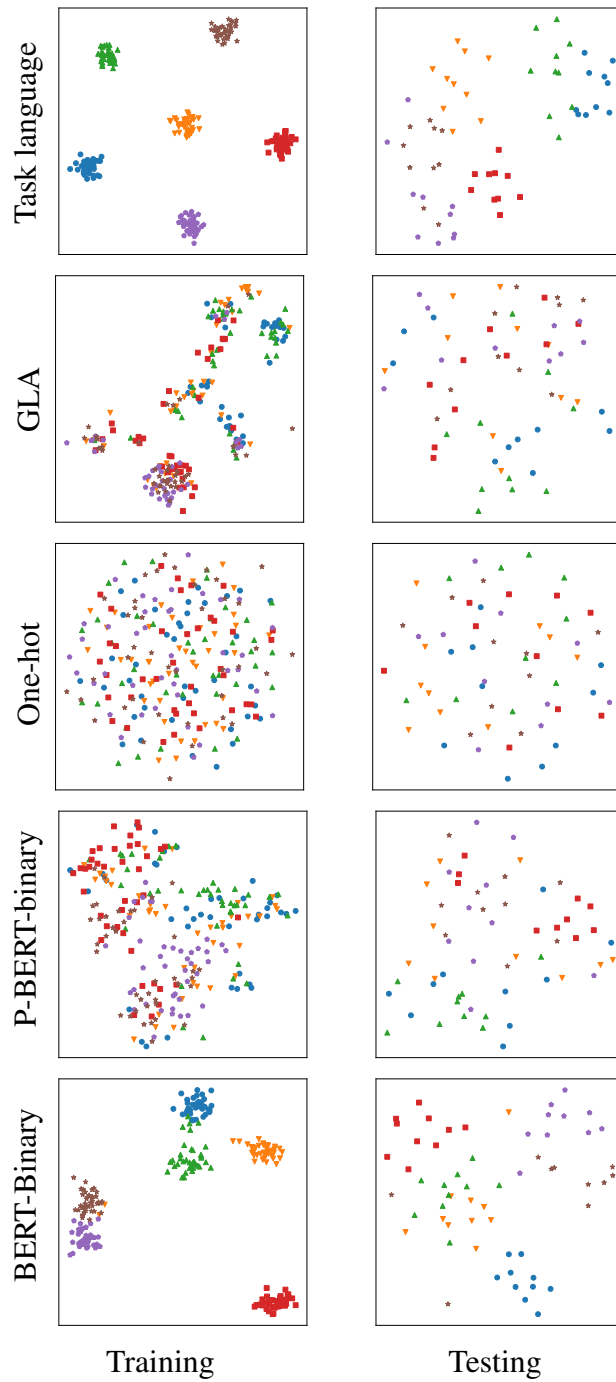 Task language
GLA
One-hot
P-BERT-binary
BERT-Binary
Training
Testing